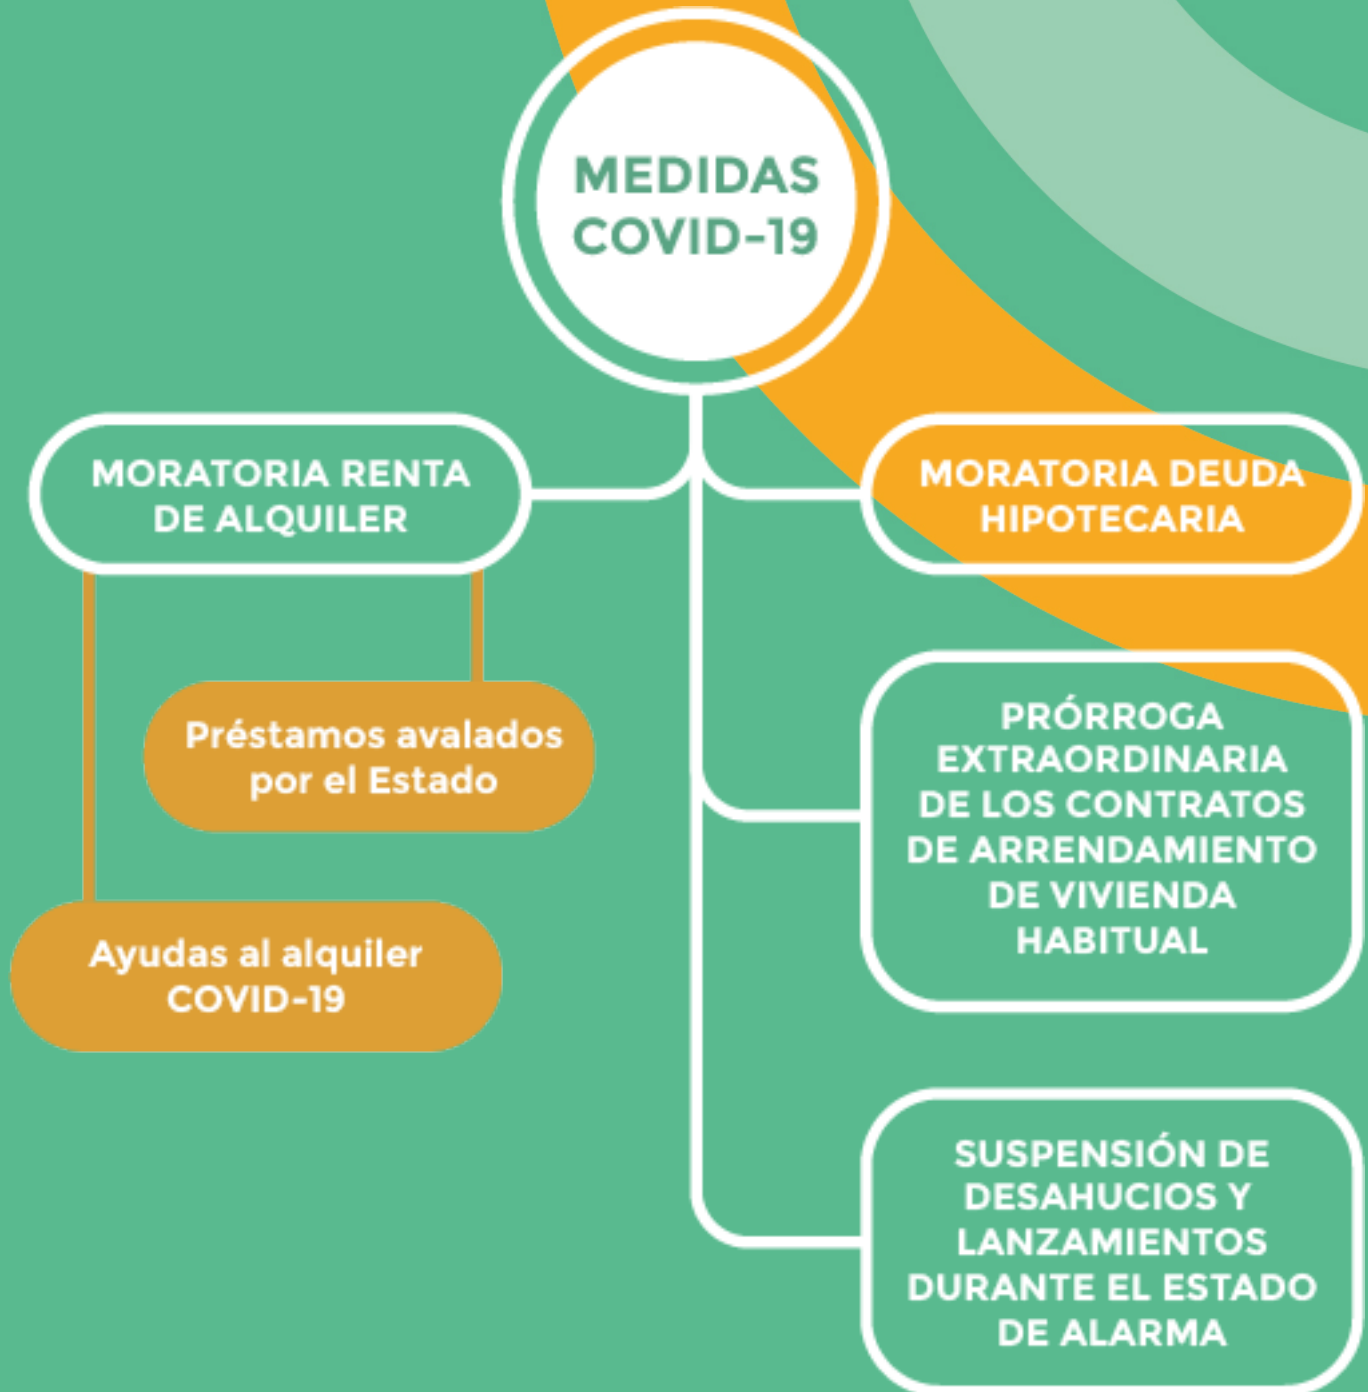 MEDIDAS
COVID-19
MORATORIA RENTA
DE ALQUILER
Préstamos avalados
por el Estado
Ayudas al alquiler
COVID-19
MORATORIA DEUDA
HIPOTECARIA
PRÓRROGA
EXTRAORDINARIA
DE LOS CONTRATOS
DE ARRENDAMIENTO
DE VIVIENDA
HABITUAL
SUSPENSIÓN DE
DESAHUCIOS Y
LANZAMIENTOS
DURANTE EL ESTADO
DE ALARMA